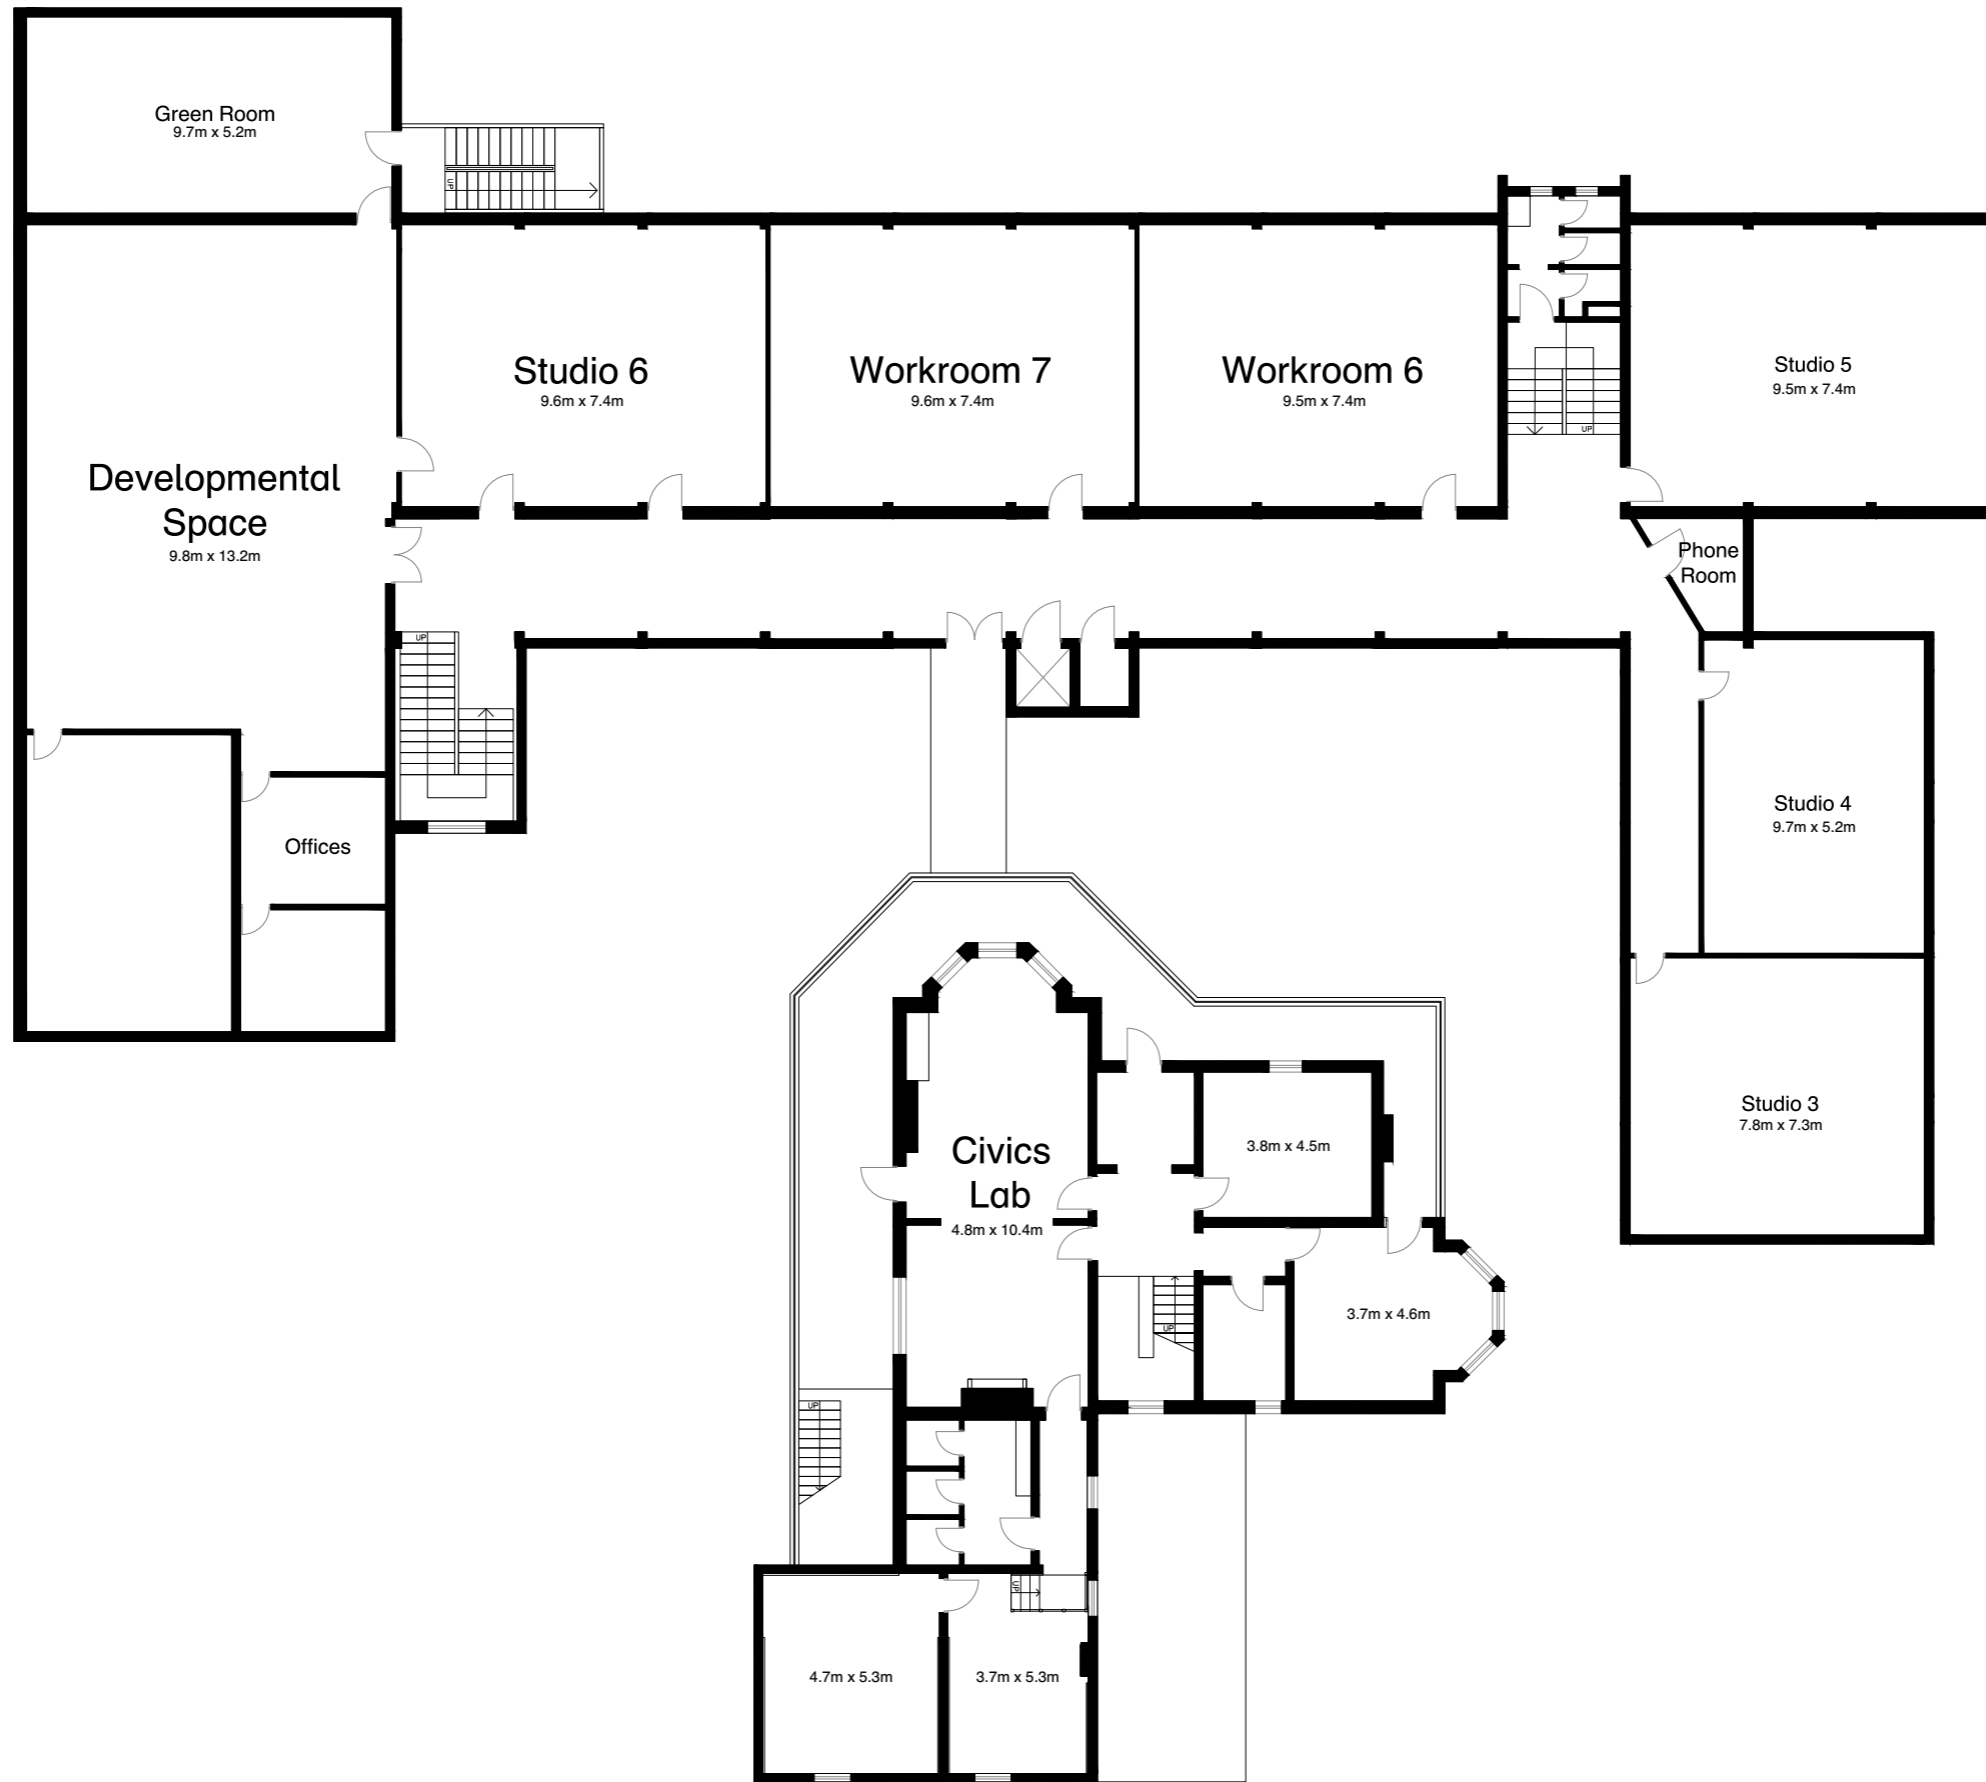 Green Room
9.7m x 5.2m
UP
Studio 6
9.6m x 7.4m
Workroom 7
9.6m x 7.4m
Workroom 6
9.5m x 7.4m
UP
Studio 5
9.5m x 7.4m
Developmental
Space
9.8m x 13.2m
Phone
Room
UP
Offices
Studio 4
9.7m x 5.2m
Studio 3
7.8m x 7.3m
Civics
Lab
4.8m x 10.4m
3.8m x 4.5m
3.7m x 4.6m
UP
UP
UP
4.7m x 5.3m
3.7m x 5.3m